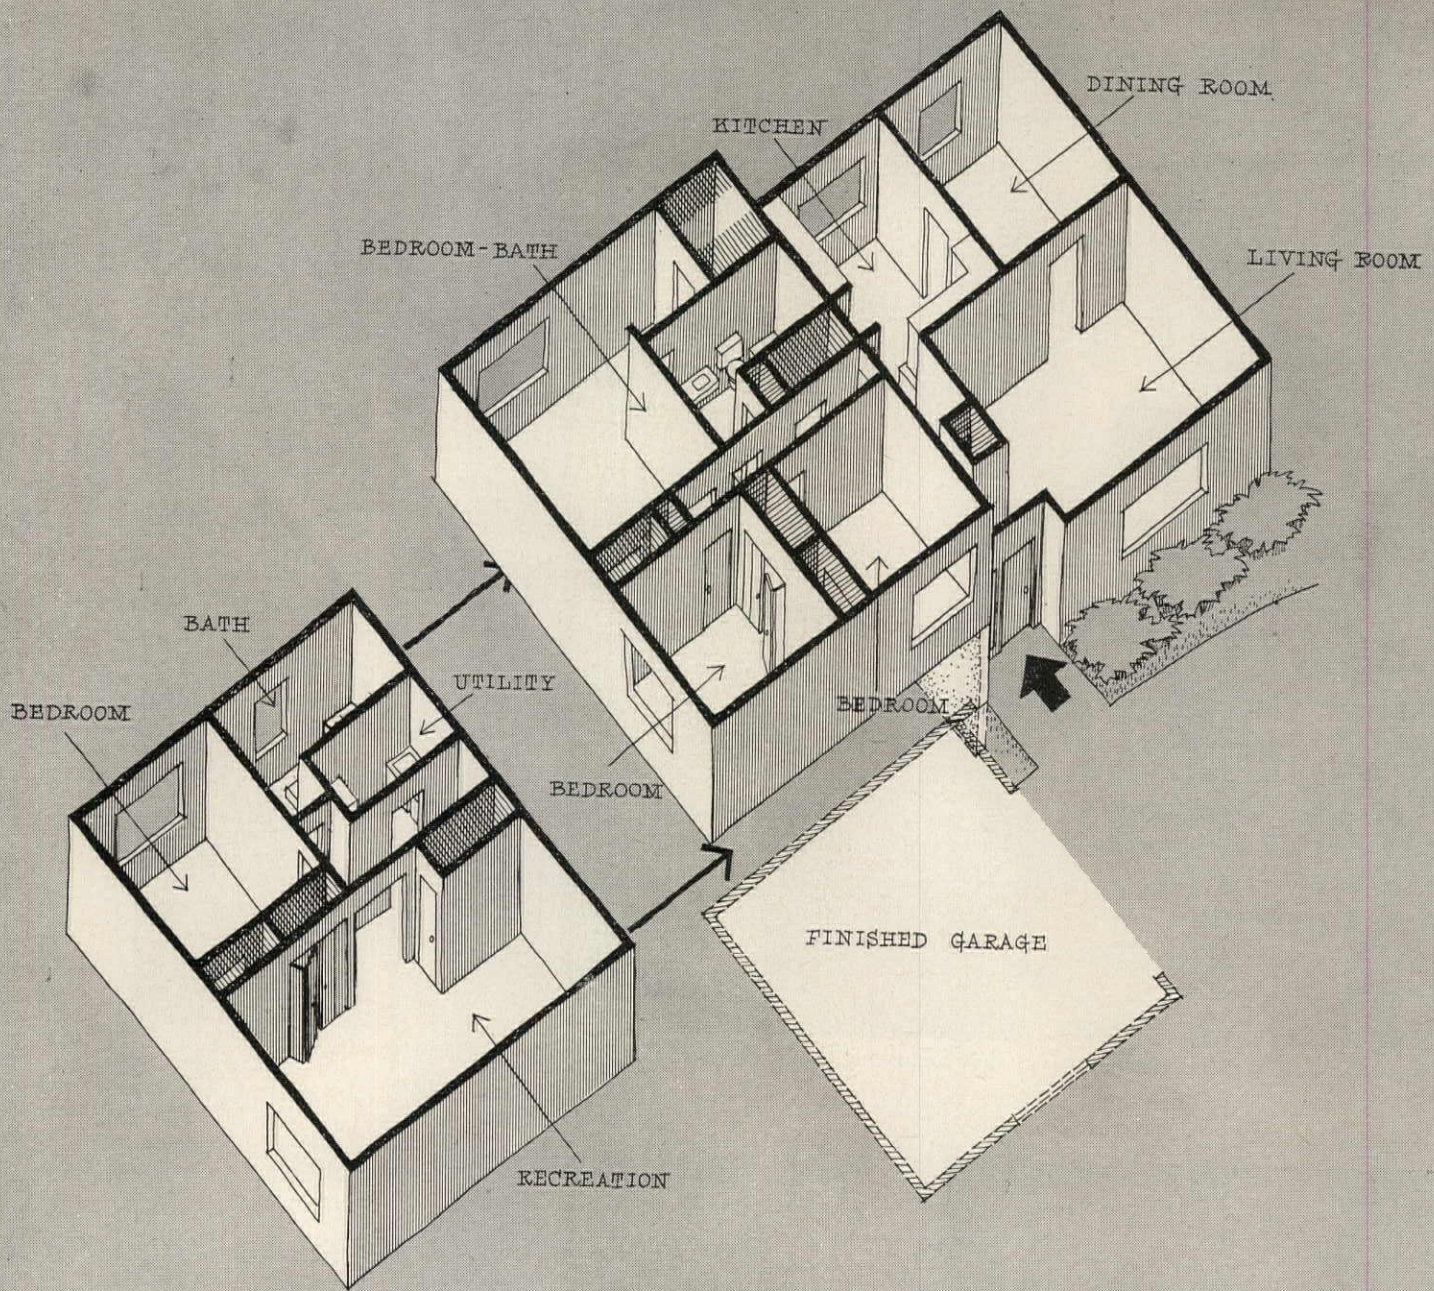 DINING ROOM
KITCHEN
BEDROOM-BATH
LIVING ROOM
BATH
UTILITY
BEDROOM
BEDROOM
BEDROOM
FINISHED GARAGE
RECREATION